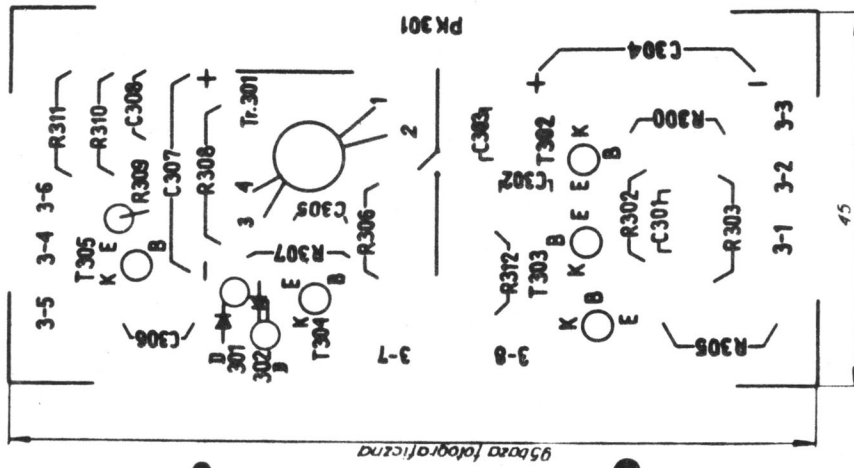 PK301
C304
+
–
R311
R310
C308
+
Tr.301
1
2
C303
T302
K
B
E
R300
3-3
3-6
R309
C307
R308
4
3
C305
R306
C302
E
R302
C301
3-2
3-4
T305
K
E
B
–
R307
R312
T303
B
E
K
R303
3-1
45
3-5
C306
D
301
302
D
E
K
B
T304
3-7
3-8
K
B
E
R305
95 baza fotograficzna